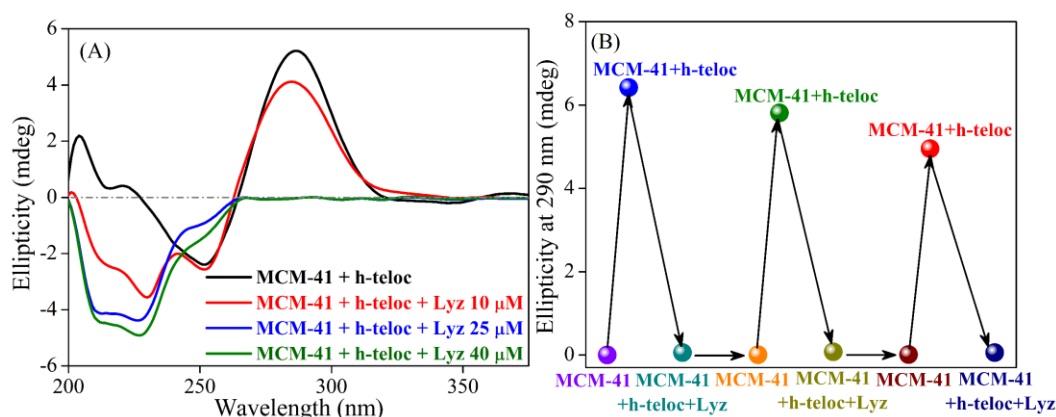 (A)
Ellipticity (mdeg)
6
4
2
0
-2
-4
-6
MCM-41 + h-teloc
MCM-41 + h-teloc + Lyz 10 μM
MCM-41 + h-teloc + Lyz 25 μM
MCM-41 + h-teloc + Lyz 40 μM
200 250 300 350
Wavelength (nm)
(B)
Ellipticity at 290 nm (mdeg)
8
6
4
2
0
MCM-41+h-teloc
MCM-41+h-teloc
MCM-41+h-teloc
MCM-41 MCM-41 MCM-41 MCM-41 MCM-41 MCM-41
+h-teloc+Lyz +h-teloc+Lyz +h-teloc+Lyz